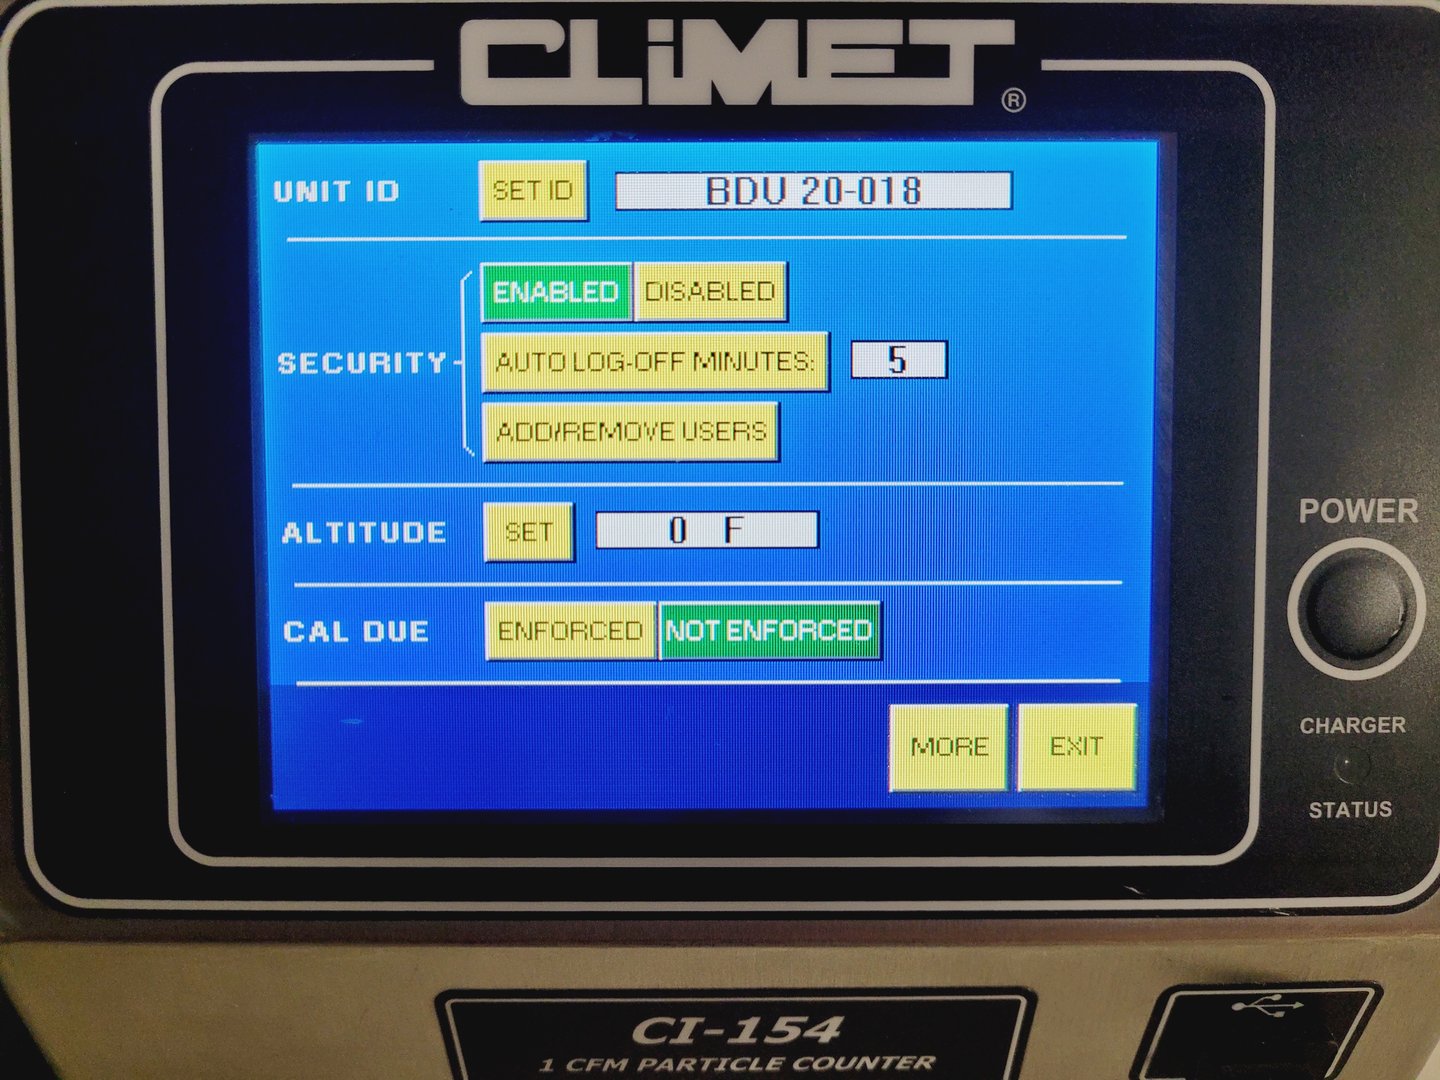 CLiMET®
UNIT ID SET ID BDV 20-018
ENABLED DISABLED
SECURITY AUTO LOG-OFF MINUTES: 5
ADD/REMOVE USERS
ALTITUDE SET 0 F
CAL DUE ENFORCED NOT ENFORCED
MORE EXIT
POWER
CHARGER
STATUS
CI-154
1 CFM PARTICLE COUNTER